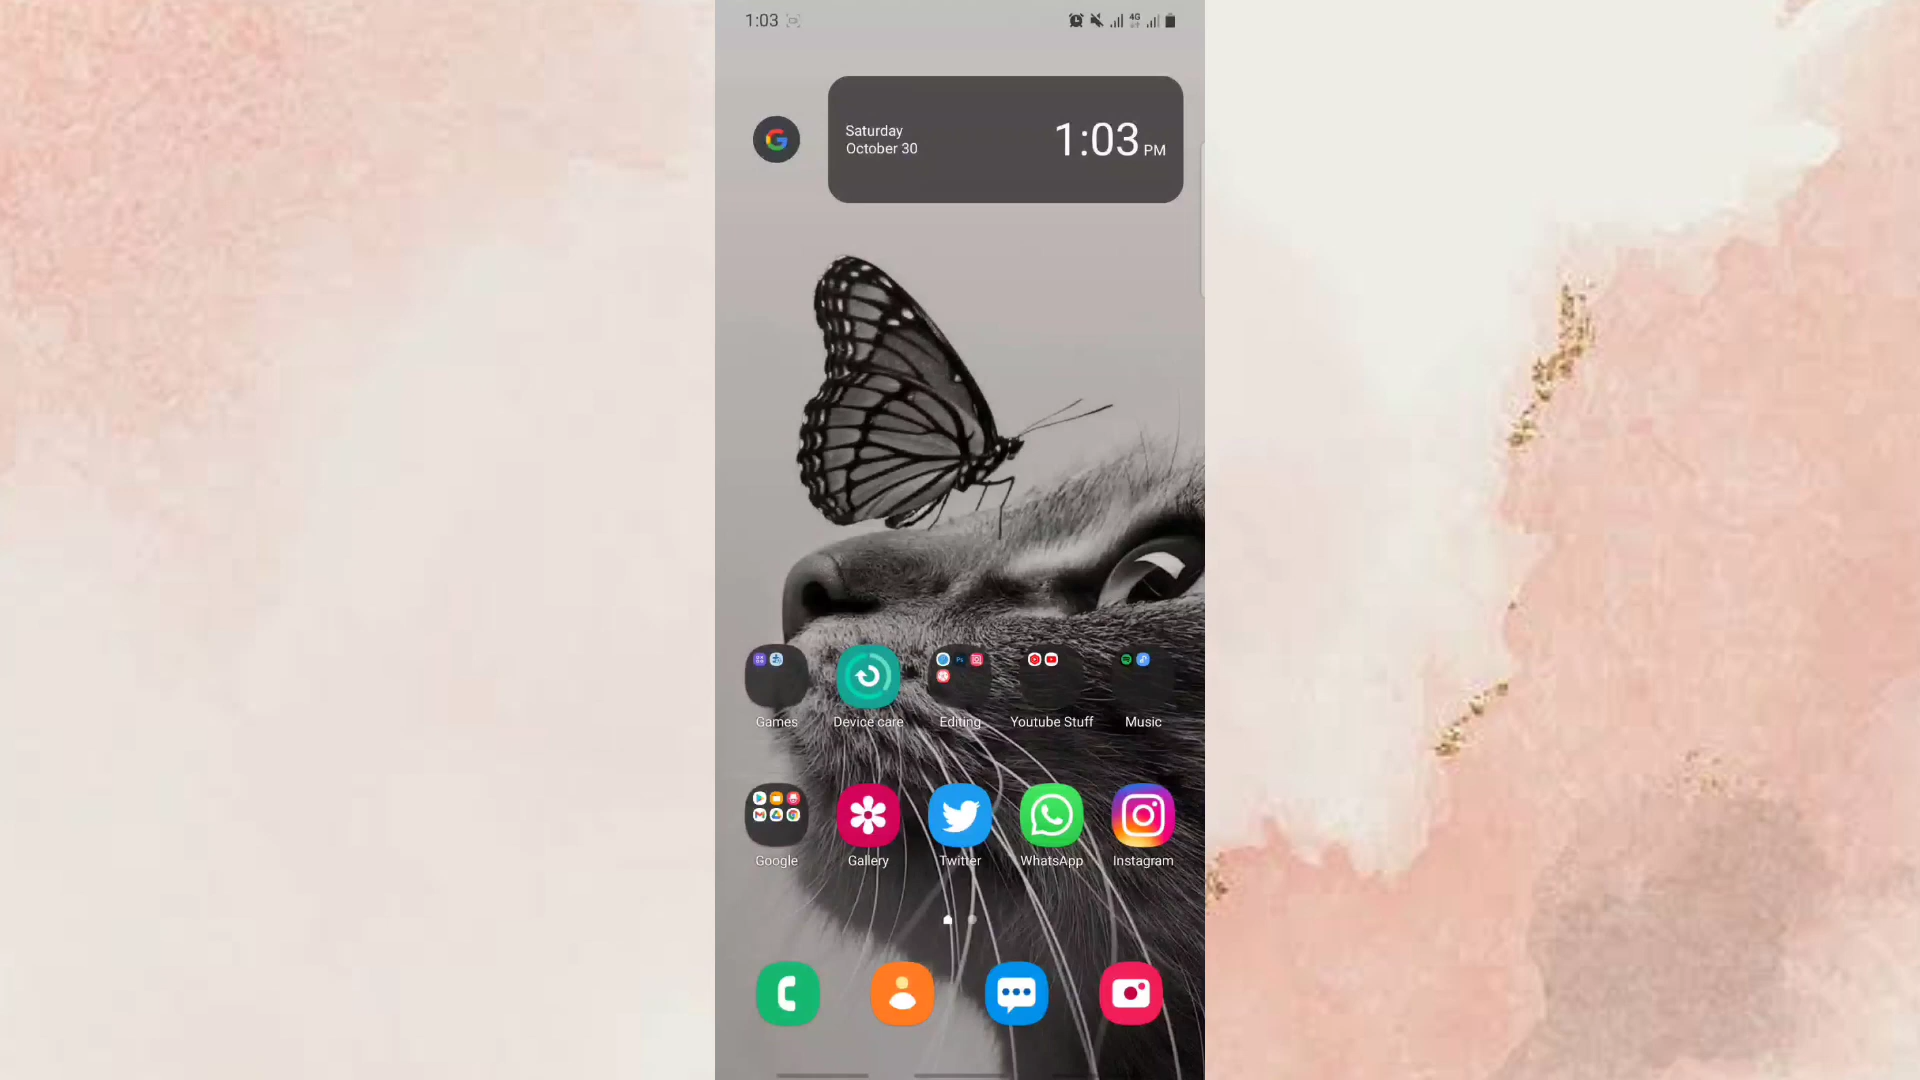 1:03
4G
Saturday
October 30
1:03 PM
Games
Device care
Editing
Youtube Stuff
Music
Google
Gallery
Twitter
WhatsApp
Instagram